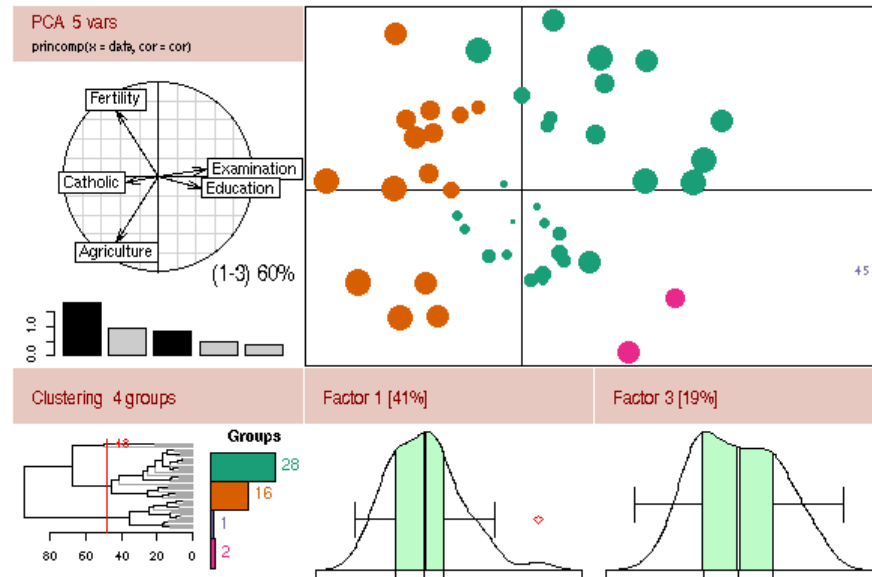 PCA 5 vars
princomp(x = data, cor = cor)
Fertility
Examination
Catholic
Education
Agriculture
(1-3) 60%
45
1.0
0.0
Clustering 4 groups
Factor 1 [41%]
Factor 3 [19%]
Groups
18
28
16
1
2
80 60 40 20 0